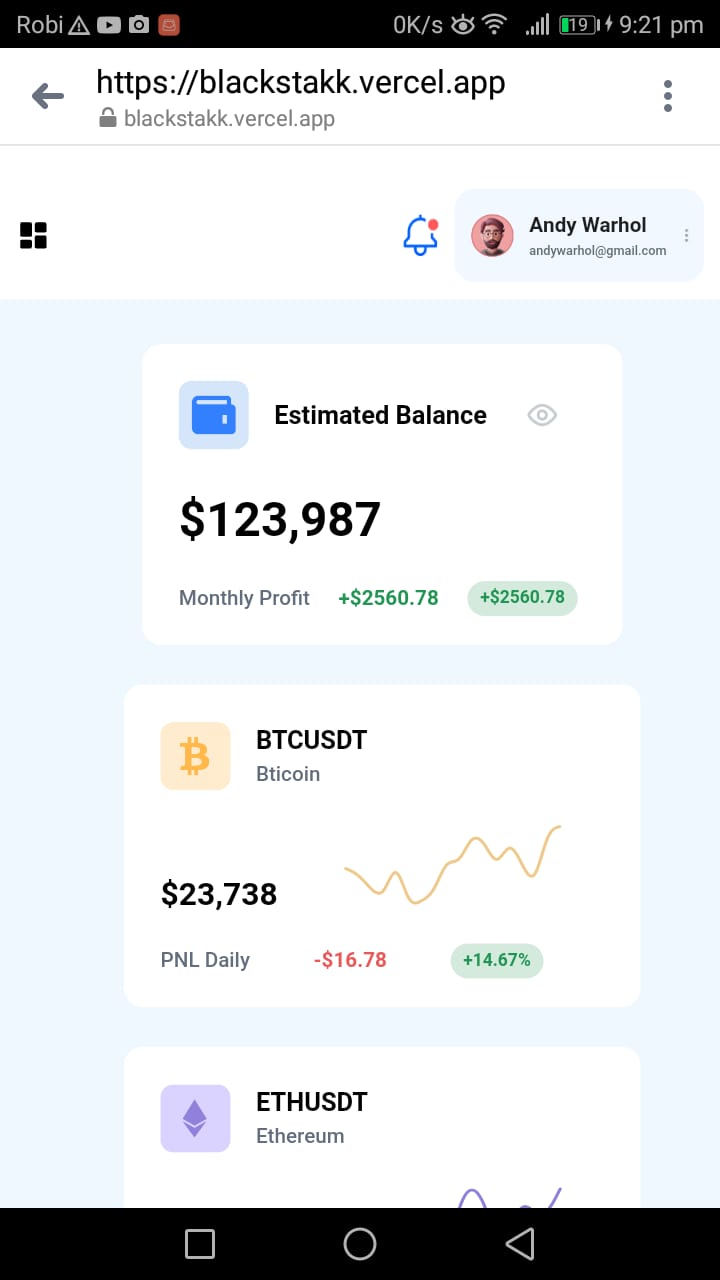 Robi 0K/s 19 9:21 pm
https://blackstakk.vercel.app
blackstakk.vercel.app
Andy Warhol
andywarhol@gmail.com
Estimated Balance
$123,987
Monthly Profit +$2560.78 +$2560.78
BTCUSDT
Bticoin
$23,738
PNL Daily -$16.78 +14.67%
ETHUSDT
Ethereum